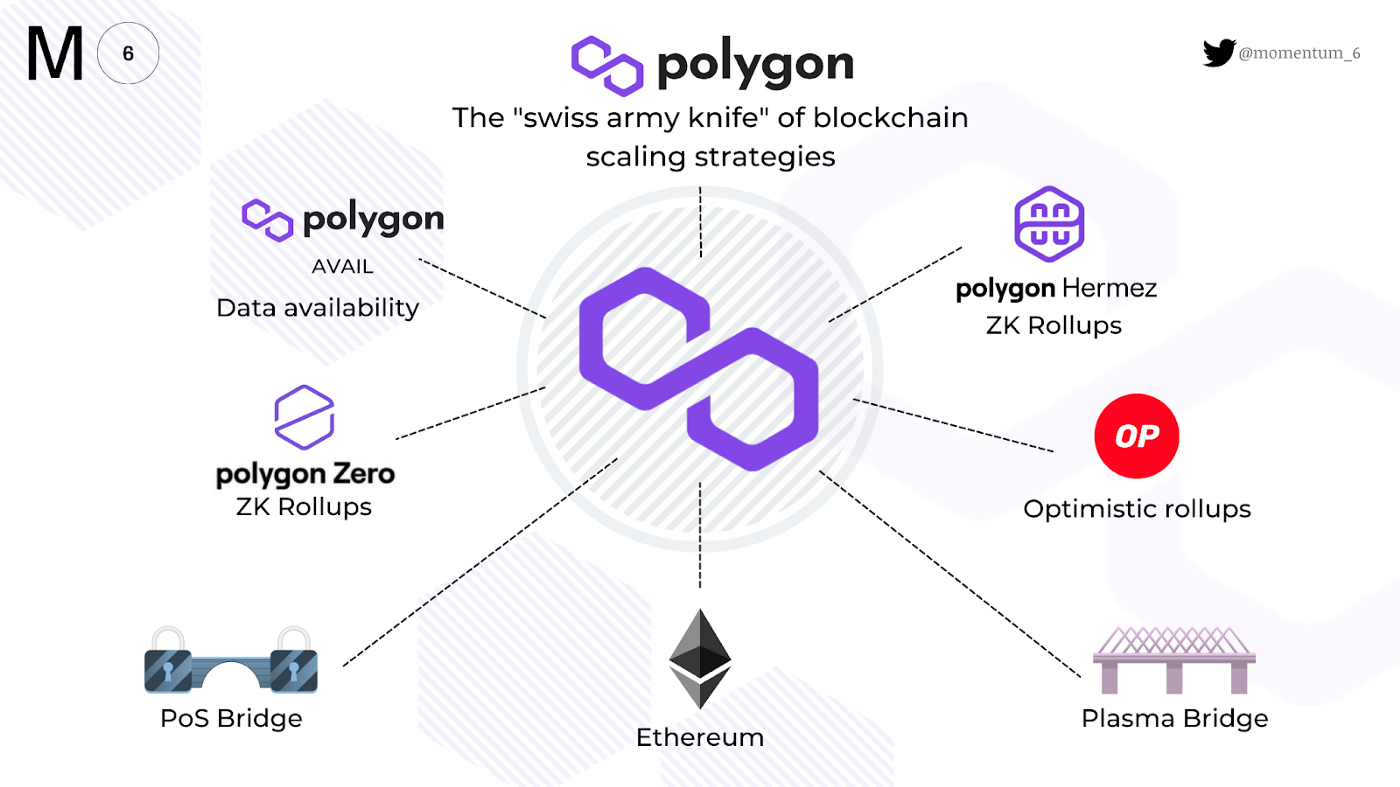 M 6
@momentum_6
polygon
The "swiss army knife" of blockchain
scaling strategies
polygon
AVAIL
Data availability
polygon Hermez
ZK Rollups
polygon Zero
ZK Rollups
OP
Optimistic rollups
PoS Bridge
Ethereum
Plasma Bridge